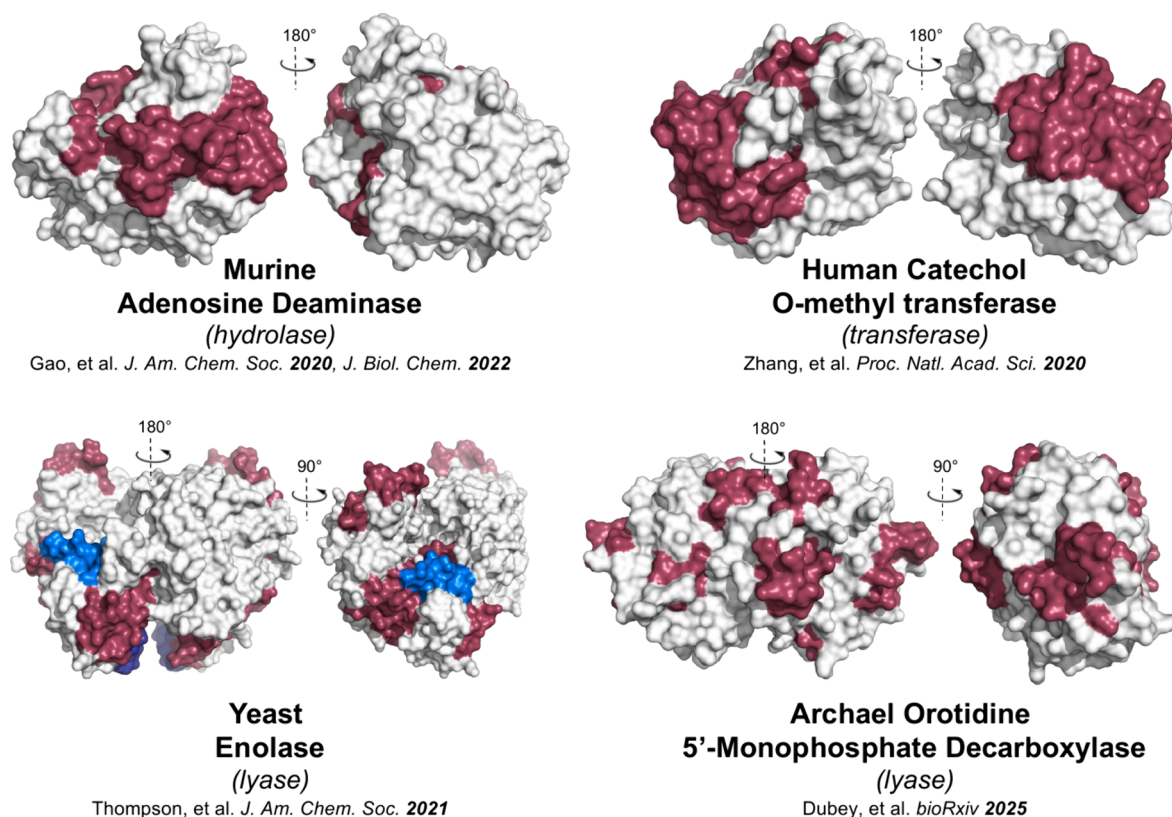 180°
180°
Murine
Adenosine Deaminase
(hydrolase)
Gao, et al. J. Am. Chem. Soc. 2020, J. Biol. Chem. 2022
Human Catechol
O-methyl transferase
(transferase)
Zhang, et al. Proc. Natl. Acad. Sci. 2020
180°
90°
180°
90°
Yeast
Enolase
(lyase)
Thompson, et al. J. Am. Chem. Soc. 2021
Archael Orotidine
5’-Monophosphate Decarboxylase
(lyase)
Dubey, et al. bioRxiv 2025